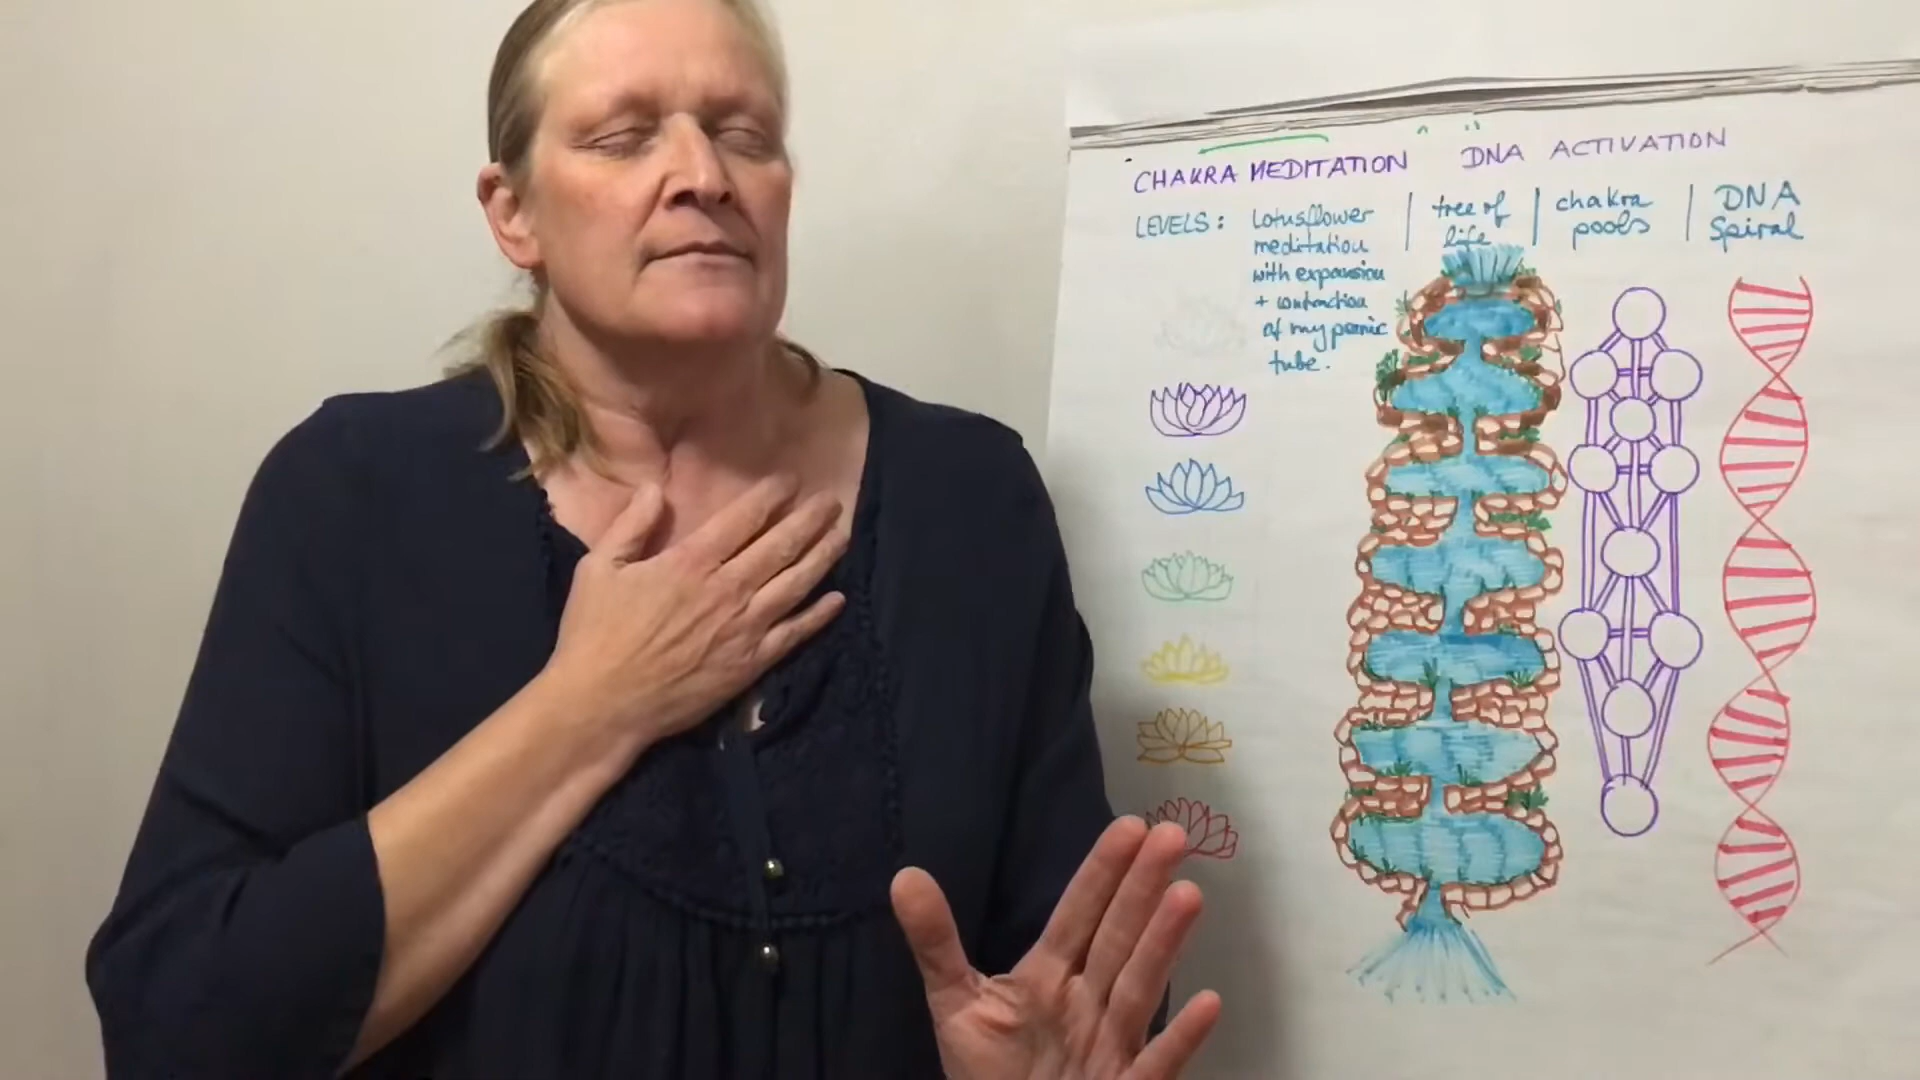 CHAKRA MEDITATION DNA ACTIVATION
LEVELS:
Lotusflower
meditation
with expansion
+ contraction
of my pranic
tube.
tree of
life
chakra
pools
DNA
Spiral